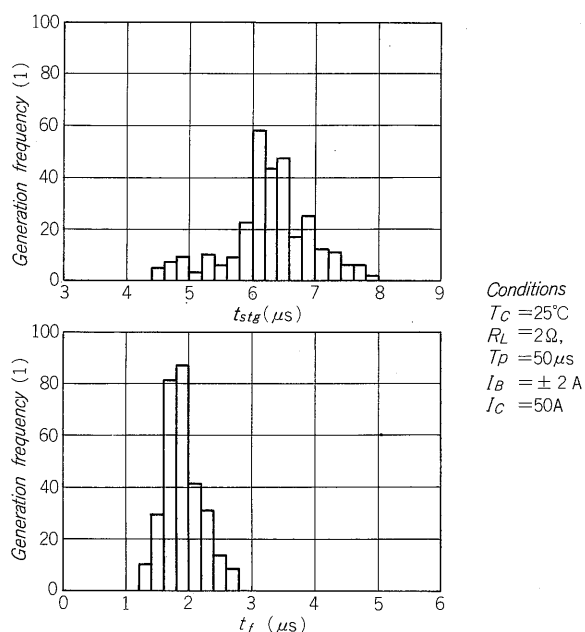 100
80
60
40
20
0
Generation frequency (1)
3 4 5 6 7 8 9
tstg(μs)
100
80
60
40
20
0
Generation frequency (1)
0 1 2 3 4 5 6
tf (μs)
Conditions
TC =25°C
RL =2Ω,
Tp =50μs
IB =± 2 A
IC =50A